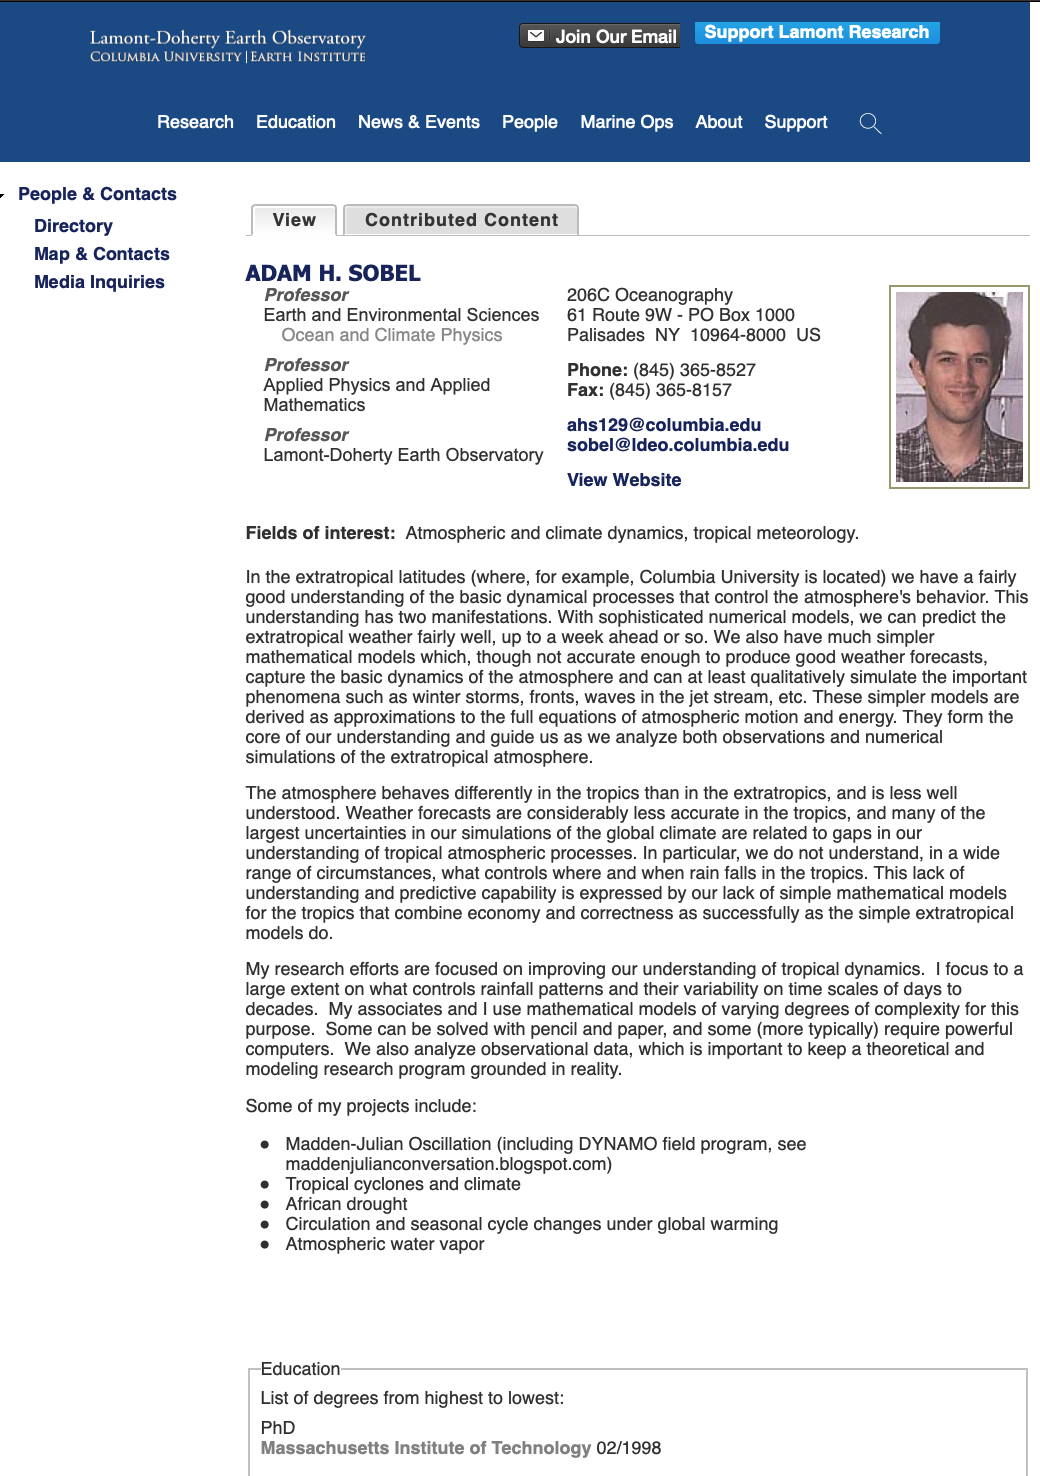 Lamont-Doherty Earth Observatory
Columbia University | Earth Institute
Join Our Email
Support Lamont Research
Research Education News & Events People Marine Ops About Support
People & Contacts
Directory
Map & Contacts
Media Inquiries
View Contributed Content
ADAM H. SOBEL
Professor
Earth and Environmental Sciences
Ocean and Climate Physics
Professor
Applied Physics and Applied
Mathematics
Professor
Lamont-Doherty Earth Observatory
206C Oceanography
61 Route 9W - PO Box 1000
Palisades NY 10964-8000 US
Phone: (845) 365-8527
Fax: (845) 365-8157
ahs129@columbia.edu
sobel@ldeo.columbia.edu
View Website
Fields of interest: Atmospheric and climate dynamics, tropical meteorology.
In the extratropical latitudes (where, for example, Columbia University is located) we have a fairly
good understanding of the basic dynamical processes that control the atmosphere's behavior. This
understanding has two manifestations. With sophisticated numerical models, we can predict the
extratropical weather fairly well, up to a week ahead or so. We also have much simpler
mathematical models which, though not accurate enough to produce good weather forecasts,
capture the basic dynamics of the atmosphere and can at least qualitatively simulate the important
phenomena such as winter storms, fronts, waves in the jet stream, etc. These simpler models are
derived as approximations to the full equations of atmospheric motion and energy. They form the
core of our understanding and guide us as we analyze both observations and numerical
simulations of the extratropical atmosphere.
The atmosphere behaves differently in the tropics than in the extratropics, and is less well
understood. Weather forecasts are considerably less accurate in the tropics, and many of the
largest uncertainties in our simulations of the global climate are related to gaps in our
understanding of tropical atmospheric processes. In particular, we do not understand, in a wide
range of circumstances, what controls where and when rain falls in the tropics. This lack of
understanding and predictive capability is expressed by our lack of simple mathematical models
for the tropics that combine economy and correctness as successfully as the simple extratropical
models do.
My research efforts are focused on improving our understanding of tropical dynamics. I focus to a
large extent on what controls rainfall patterns and their variability on time scales of days to
decades. My associates and I use mathematical models of varying degrees of complexity for this
purpose. Some can be solved with pencil and paper, and some (more typically) require powerful
computers. We also analyze observational data, which is important to keep a theoretical and
modeling research program grounded in reality.
Some of my projects include:
● Madden-Julian Oscillation (including DYNAMO field program, see
maddenjulianconversation.blogspot.com)
● Tropical cyclones and climate
● African drought
● Circulation and seasonal cycle changes under global warming
● Atmospheric water vapor
Education
List of degrees from highest to lowest:
PhD
Massachusetts Institute of Technology 02/1998